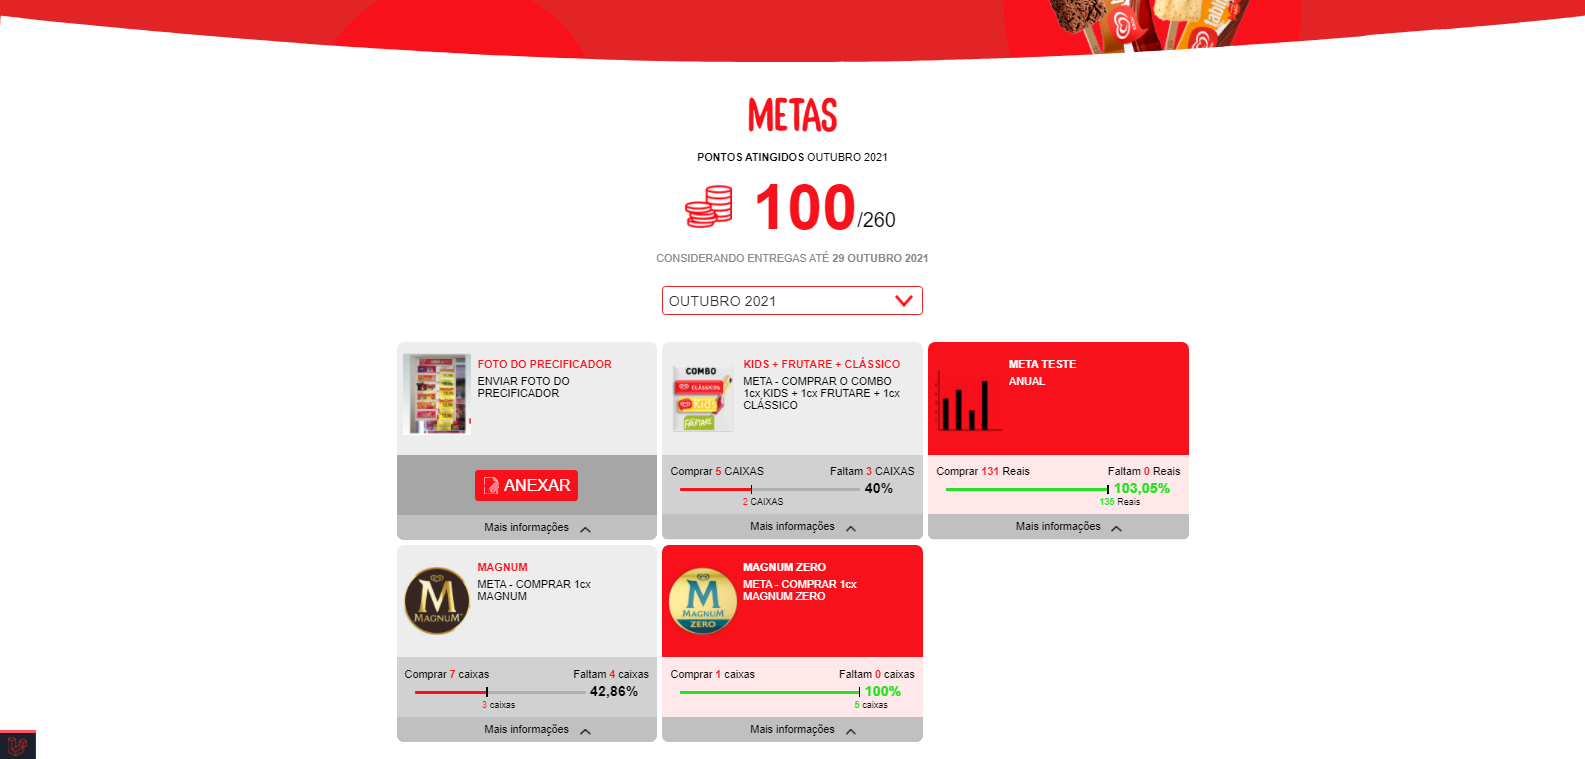 METAS
PONTOS ATINGIDOS OUTUBRO 2021
100/260
CONSIDERANDO ENTREGAS ATÉ 29 OUTUBRO 2021
OUTUBRO 2021
FOTO DO PRECIFICADOR
ENVIAR FOTO DO
PRECIFICADOR
ANEXAR
Mais informações
COMBO
CLÁSSICOS
Kids
FRUTARE
KIDS + FRUTARE + CLÁSSICO
META - COMPRAR O COMBO
1cx KIDS + 1cx FRUTARE + 1cx
CLÁSSICO
Comprar 5 CAIXAS Faltam 3 CAIXAS
40%
2 CAIXAS
Mais informações
META TESTE
ANUAL
Comprar 131 Reais Faltam 0 Reais
103,05%
135 Reais
Mais informações
M
MAGNUM
MAGNUM
META - COMPRAR 1cx
MAGNUM
Comprar 7 caixas Faltam 4 caixas
42,86%
3 caixas
Mais informações
M
MAGNUM
ZERO
MAGNUM ZERO
META - COMPRAR 1cx
MAGNUM ZERO
Comprar 1 caixas Faltam 0 caixas
100%
5 caixas
Mais informações